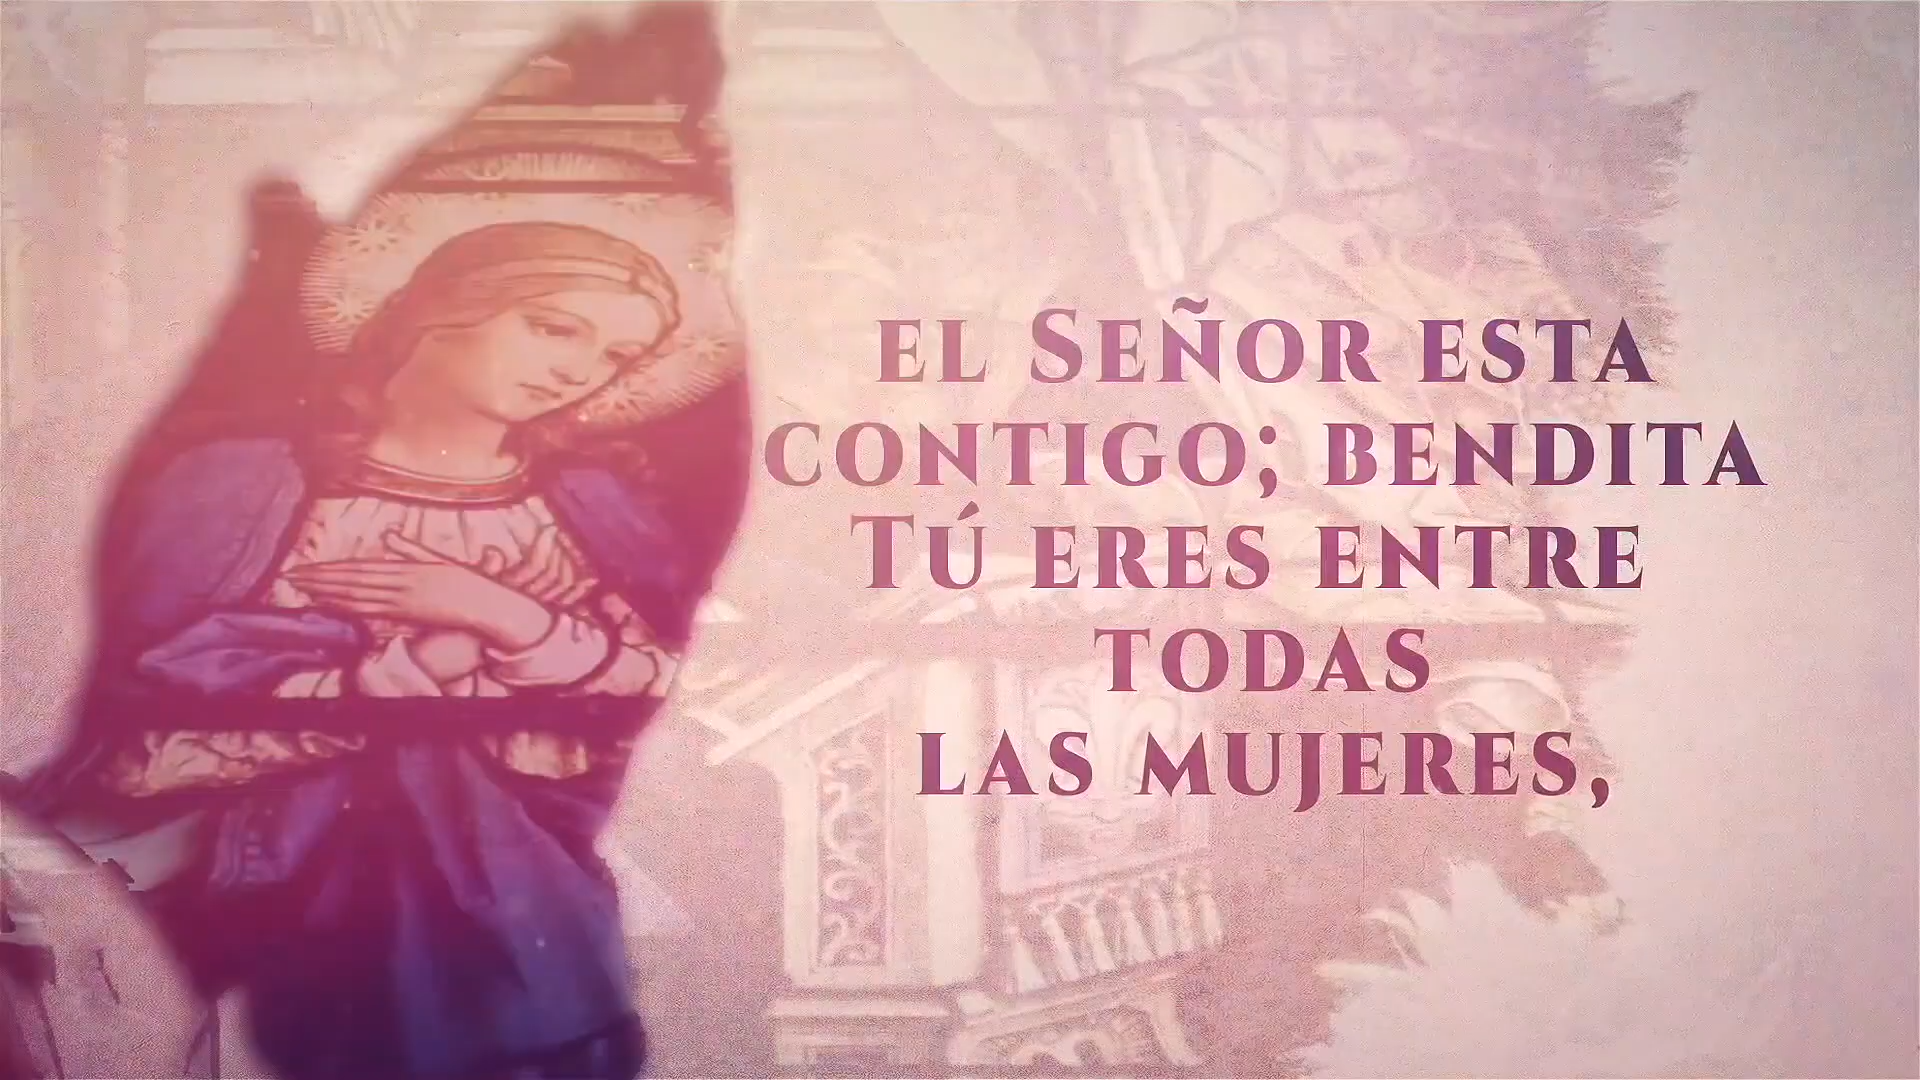 el Señor esta
contigo; bendita
Tú eres entre
todas
las mujeres,